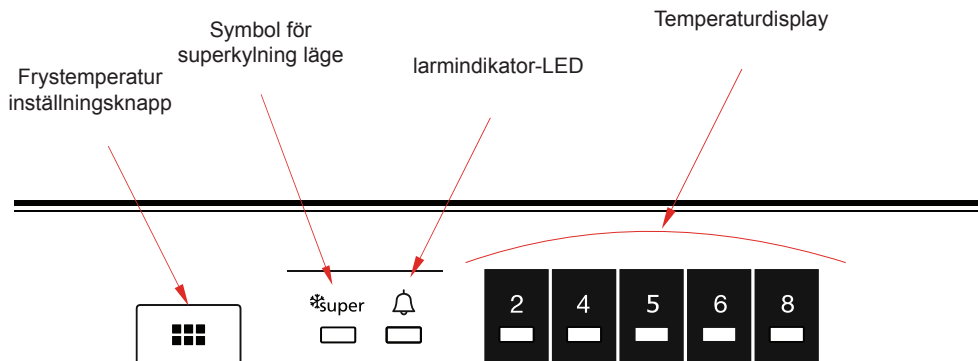 Temperaturdisplay
Symbol för
superkylning läge
larmindikator-LED
Frystemperatur
inställningsknapp
super
2 4 5 6 8